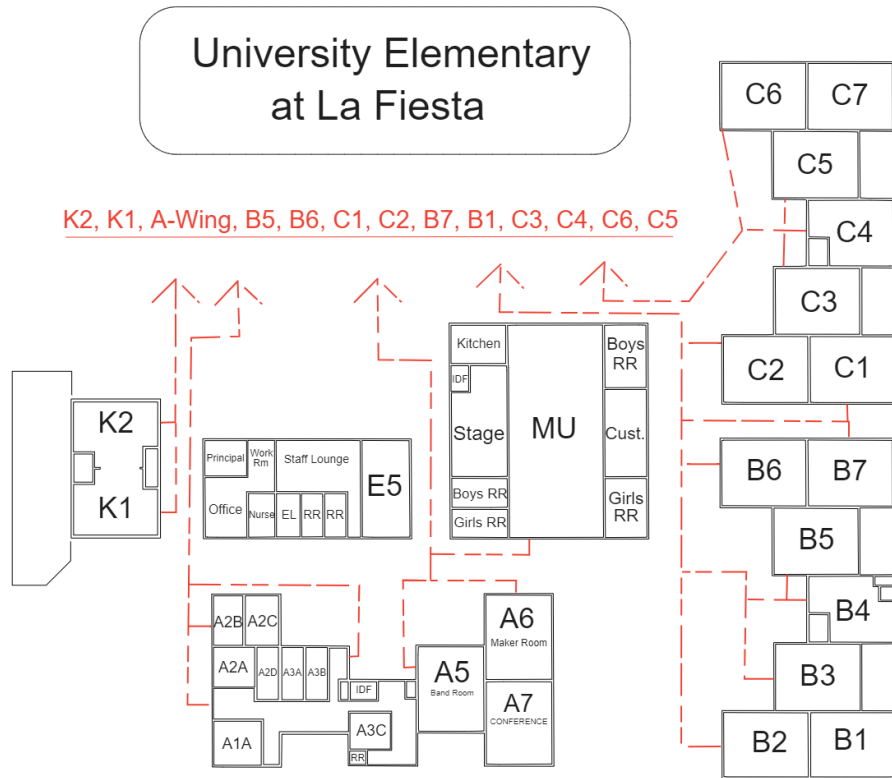 University Elementary
at La Fiesta
K2, K1, A-Wing, B5, B6, C1, C2, B7, B1, C3, C4, C6, C5
C6
C7
C5
C4
C3
C2
C1
Kitchen
IDF
Stage
Boys RR
Girls RR
MU
Boys
RR
Cust.
Girls
RR
K2
K1
Principal
Work
Rm
Staff Lounge
Office
Nurse
EL
RR
RR
E5
B6
B7
B5
B4
B3
B2
B1
A2B
A2C
A2A
A2D
A3A
A3B
IDF
A1A
A3C
RR
A5
Band Room
A6
Maker Room
A7
CONFERENCE